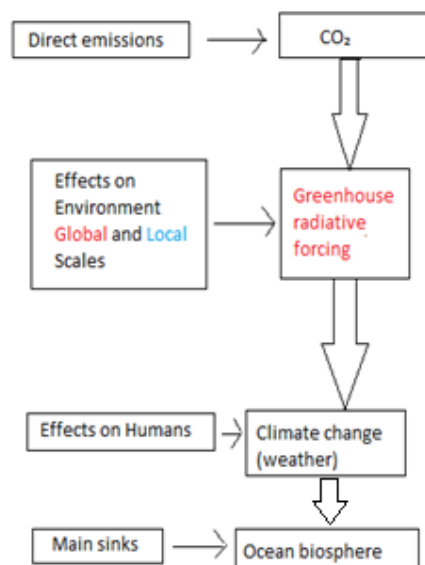 Direct emissions
CO₂
Effects on
Environment
Global and Local
Scales
Greenhouse
radiative
forcing
Effects on Humans
Climate change
(weather)
Main sinks
Ocean biosphere